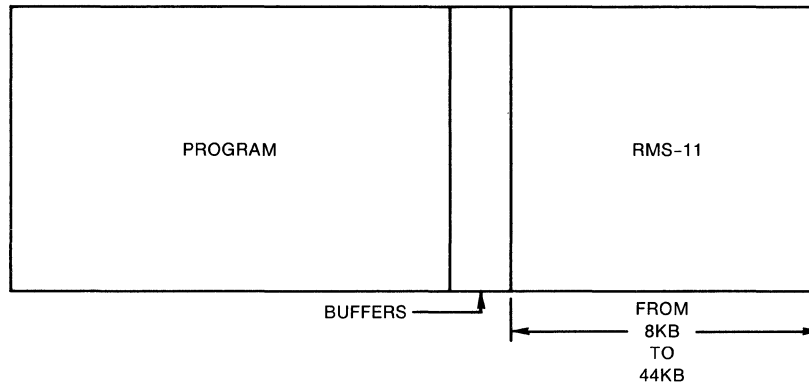 PROGRAM
RMS-11
BUFFERS
FROM
8KB
TO
44KB